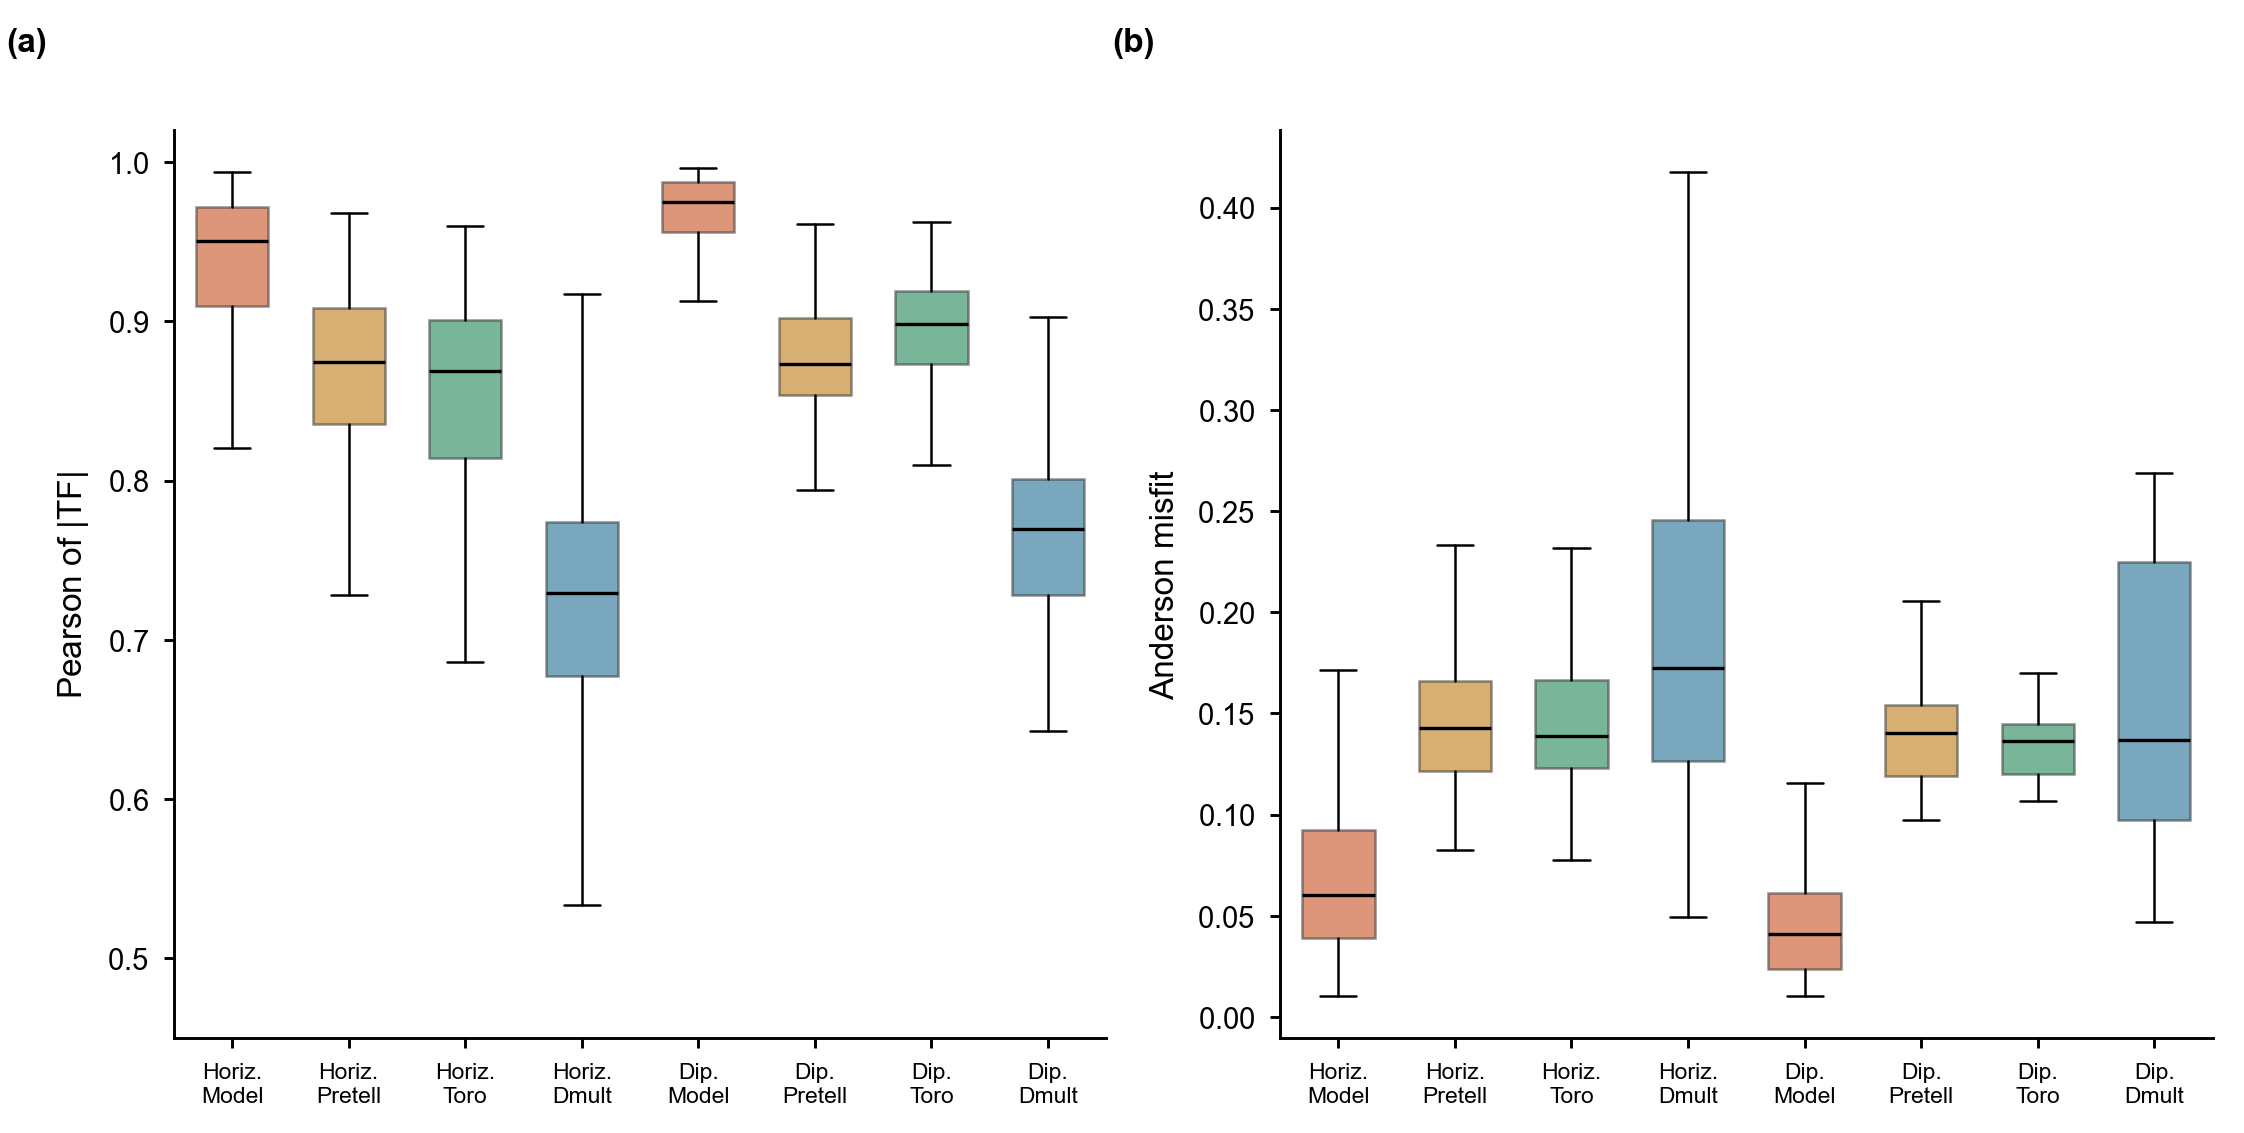 (a)
Pearson of |TF|
1.0
0.9
0.8
0.7
0.6
0.5
Horiz. Horiz. Horiz. Horiz. Dip. Dip. Dip. Dip.
Model Pretell Toro Dmult Model Pretell Toro Dmult
(b)
Anderson misfit
0.40
0.35
0.30
0.25
0.20
0.15
0.10
0.05
0.00
Horiz. Horiz. Horiz. Horiz. Dip. Dip. Dip. Dip.
Model Pretell Toro Dmult Model Pretell Toro Dmult